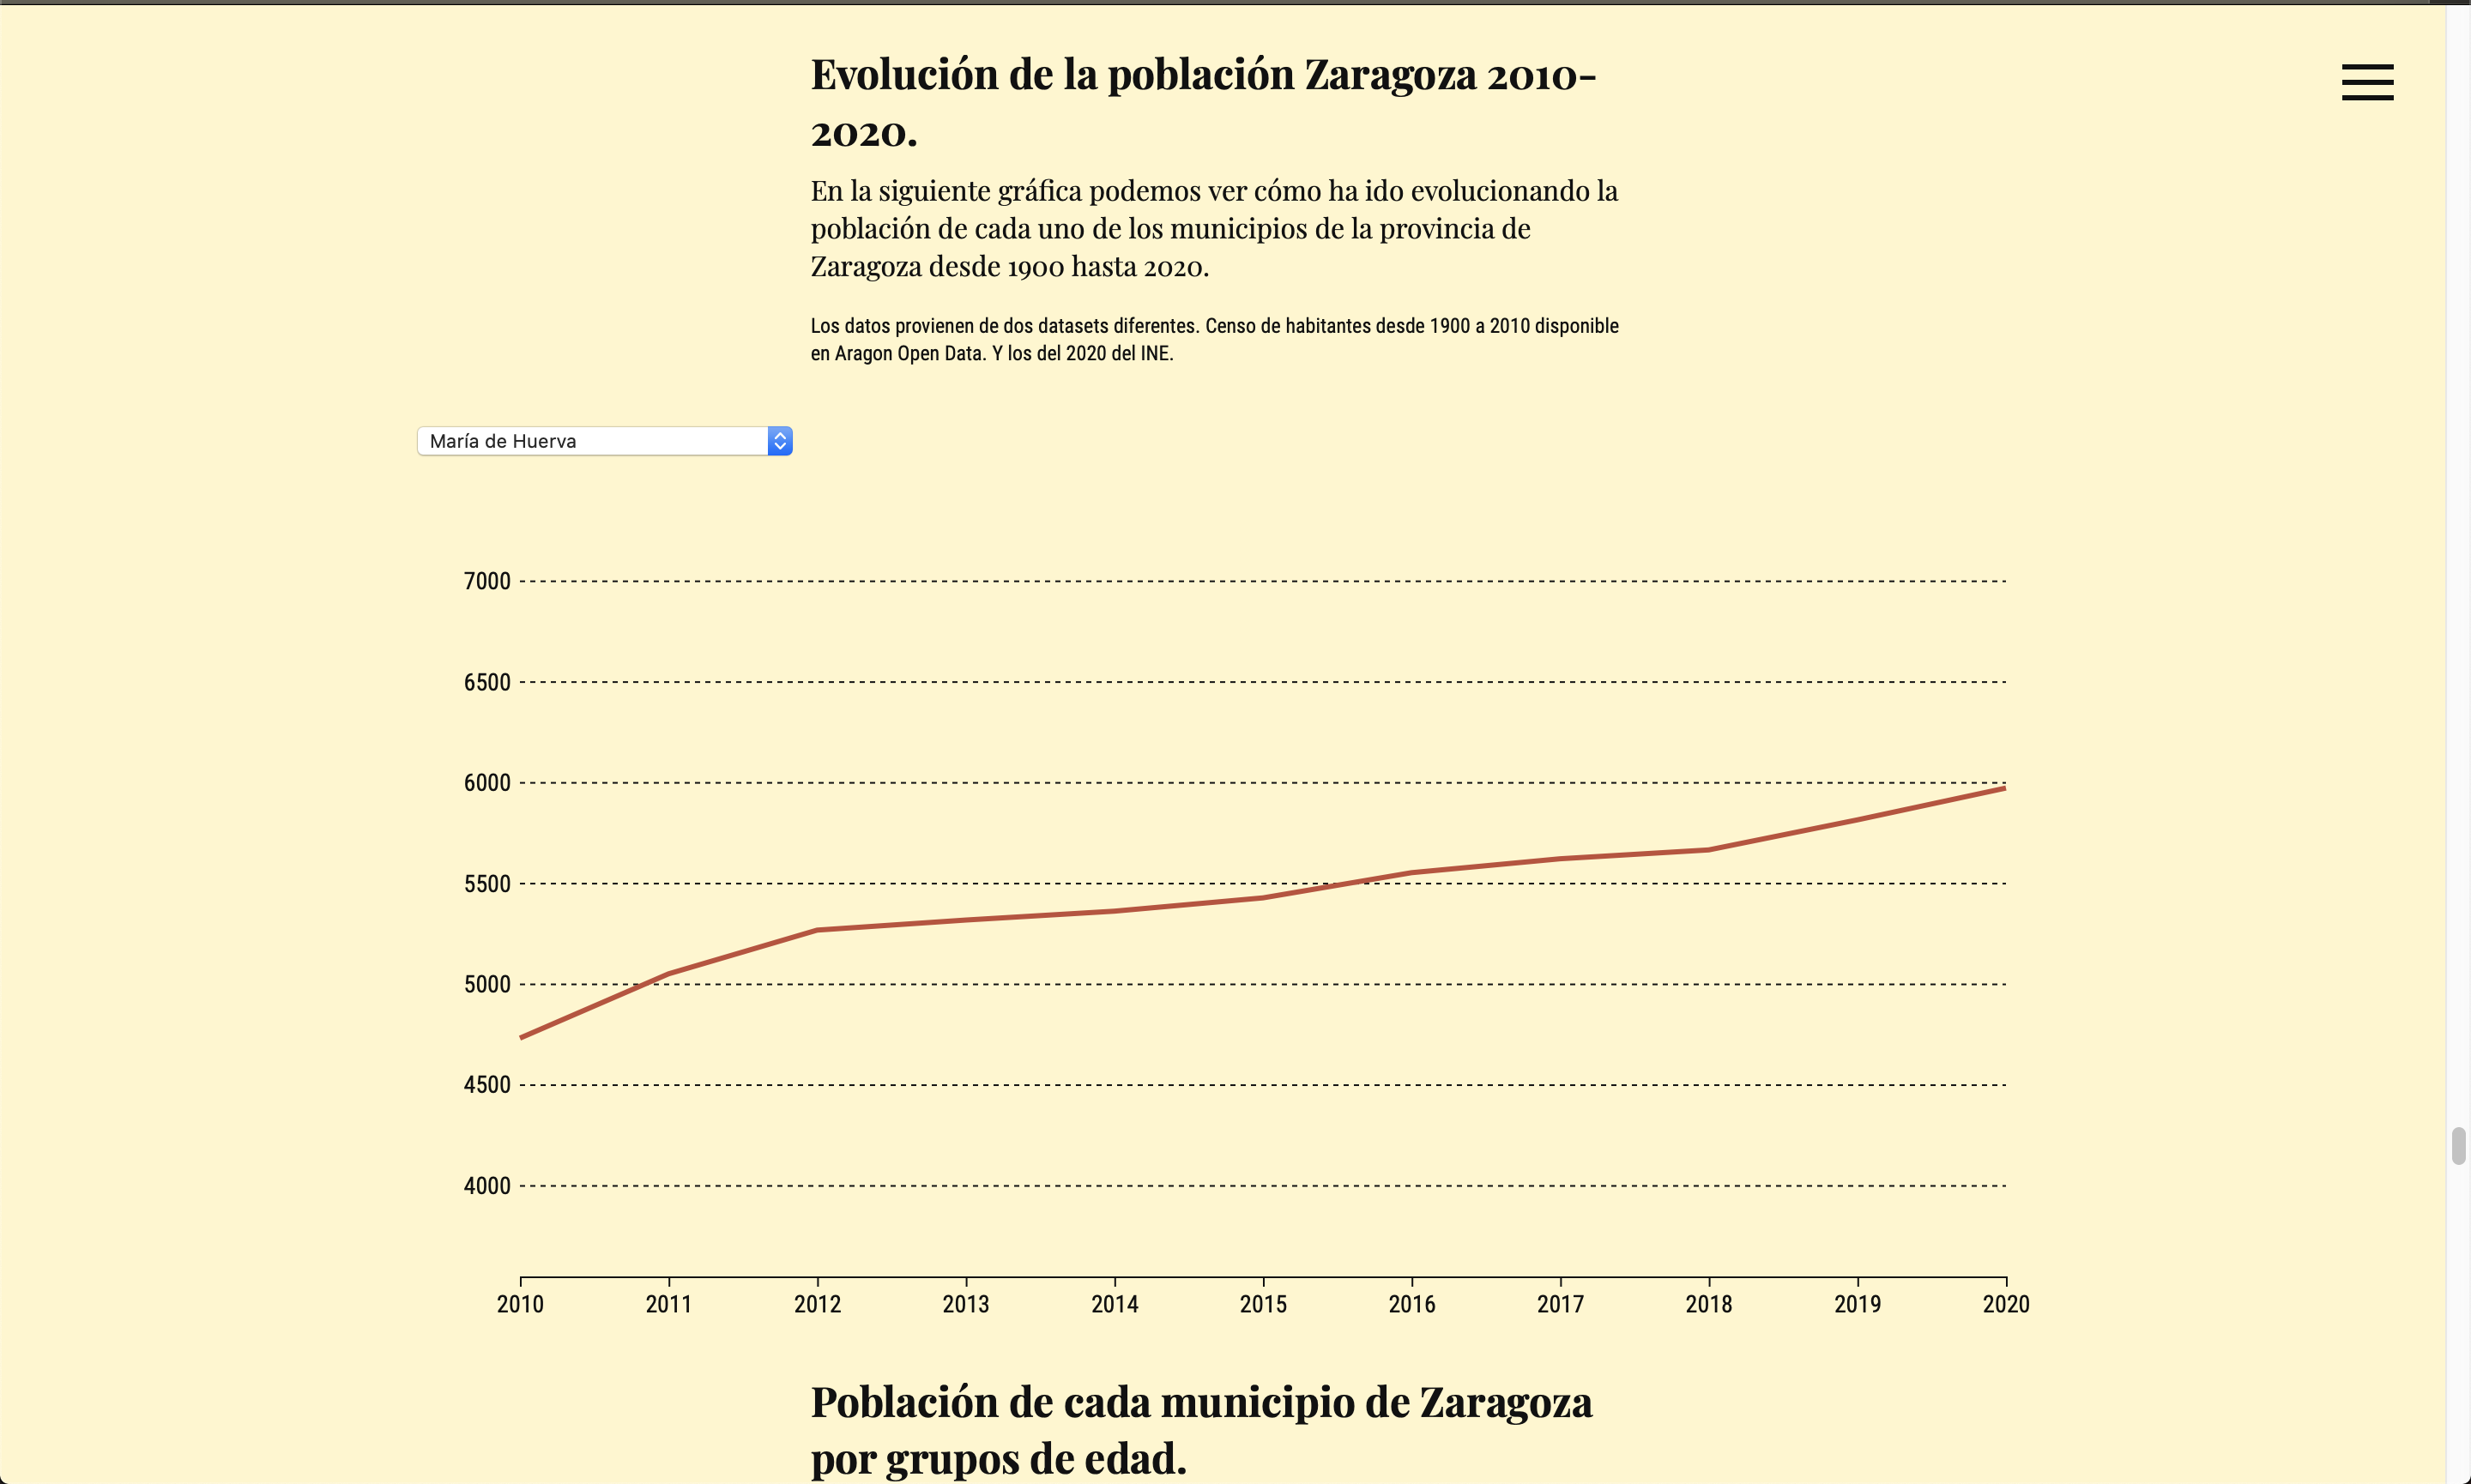 Evolución de la población Zaragoza 2010-
2020.
En la siguiente gráfica podemos ver cómo ha ido evolucionando la
población de cada uno de los municipios de la provincia de
Zaragoza desde 1900 hasta 2020.
Los datos provienen de dos datasets diferentes. Censo de habitantes desde 1900 a 2010 disponible
en Aragon Open Data. Y los del 2020 del INE.
María de Huerva
7000
6500
6000
5500
5000
4500
4000
2010 2011 2012 2013 2014 2015 2016 2017 2018 2019 2020
Población de cada municipio de Zaragoza
por grupos de edad.